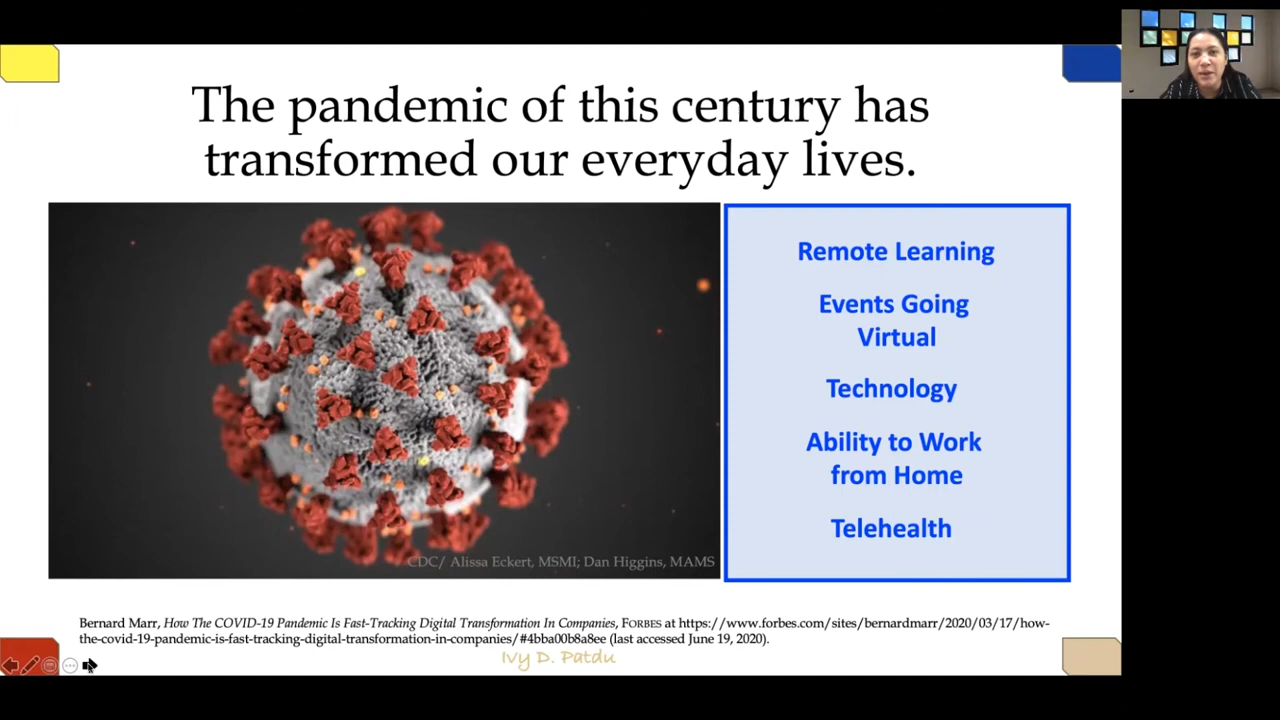 The pandemic of this century has
transformed our everyday lives.
Remote Learning
Events Going
Virtual
Technology
Ability to Work
from Home
Telehealth
CDC/ Alissa Eckert, MSMI; Dan Higgins, MAMS
Bernard Marr, How The COVID-19 Pandemic Is Fast-Tracking Digital Transformation In Companies, FORBES at https://www.forbes.com/sites/bernardmarr/2020/03/17/how-
the-covid-19-pandemic-is-fast-tracking-digital-transformation-in-companies/#4bba00b8a8ee (last accessed June 19, 2020).
Ivy D. Patdu